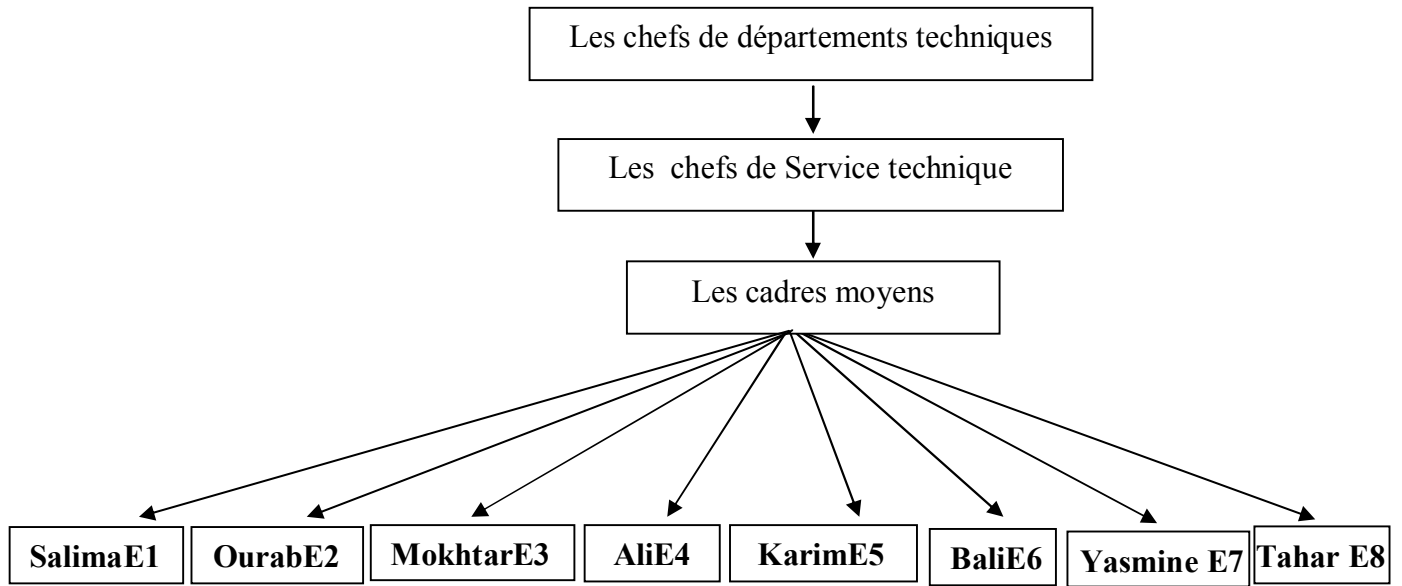 Les chefs de départements techniques
Les chefs de Service technique
Les cadres moyens
SalimaE1
OurabE2
MokhtarE3
AliE4
KarimE5
BaliE6
Yasmine E7
Tahar E8